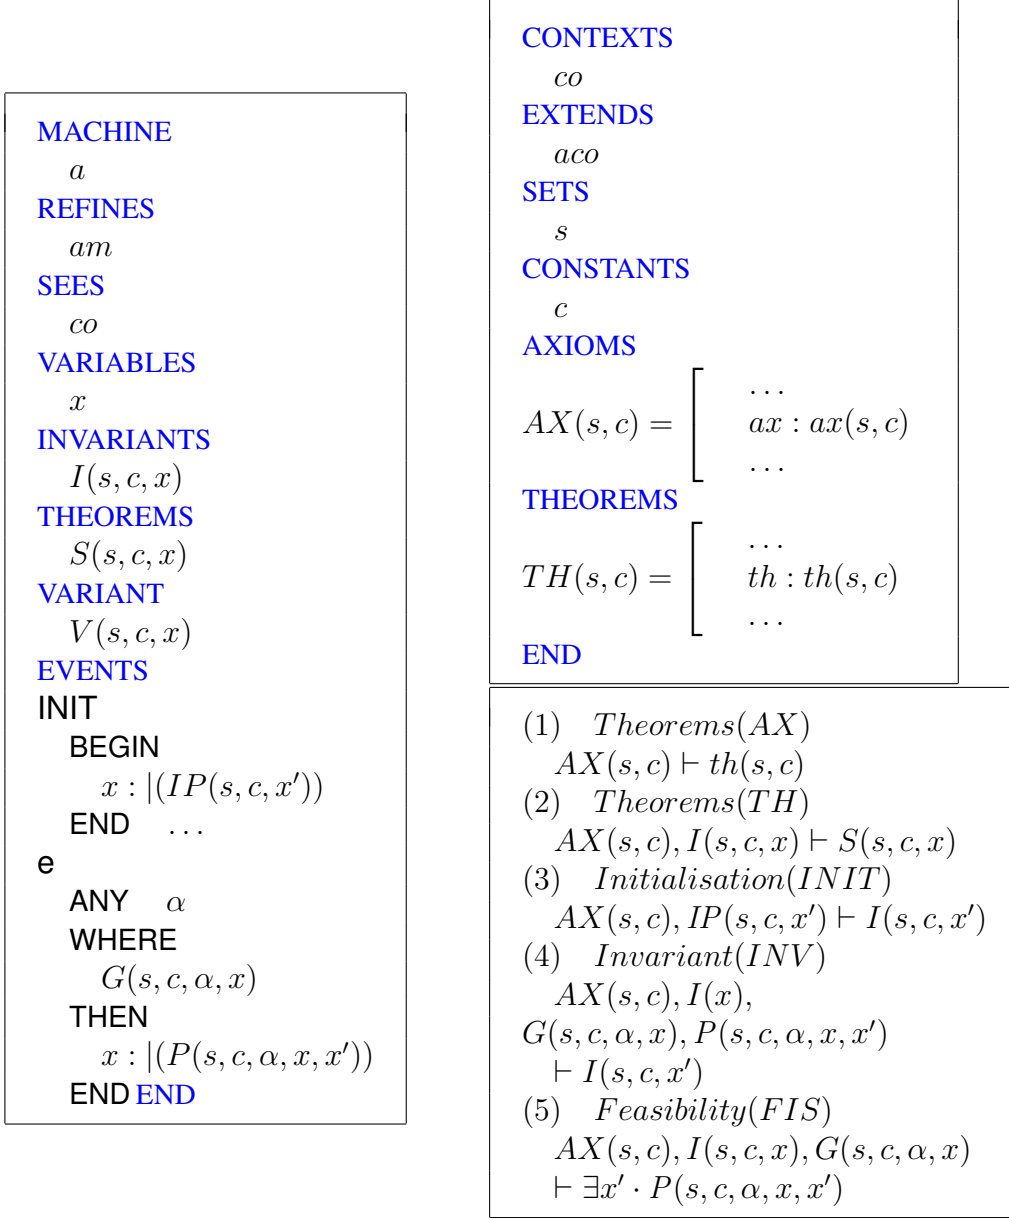 MACHINE
a
REFINES
am
SEES
co
VARIABLES
x
INVARIANTS
I(s, c, x)
THEOREMS
S(s, c, x)
VARIANT
V(s, c, x)
EVENTS
INIT
BEGIN
x : |(IP(s, c, x′))
END . . .
e
ANY α
WHERE
G(s, c, α, x)
THEN
x : |(P(s, c, α, x, x′))
END END
CONTEXTS
co
EXTENDS
aco
SETS
s
CONSTANTS
c
AXIOMS
. . .
AX(s, c) = [ ax : ax(s, c)
. . .
THEOREMS
. . .
TH(s, c) = [ th : th(s, c)
. . .
END
(1) Theorems(AX)
AX(s, c) ⊢ th(s, c)
(2) Theorems(TH)
AX(s, c), I(s, c, x) ⊢ S(s, c, x)
(3) Initialisation(INIT)
AX(s, c), IP(s, c, x′) ⊢ I(s, c, x′)
(4) Invariant(INV)
AX(s, c), I(x),
G(s, c, α, x), P(s, c, α, x, x′)
⊢ I(s, c, x′)
(5) Feasibility(FIS)
AX(s, c), I(s, c, x), G(s, c, α, x)
⊢ ∃x′ · P(s, c, α, x, x′)